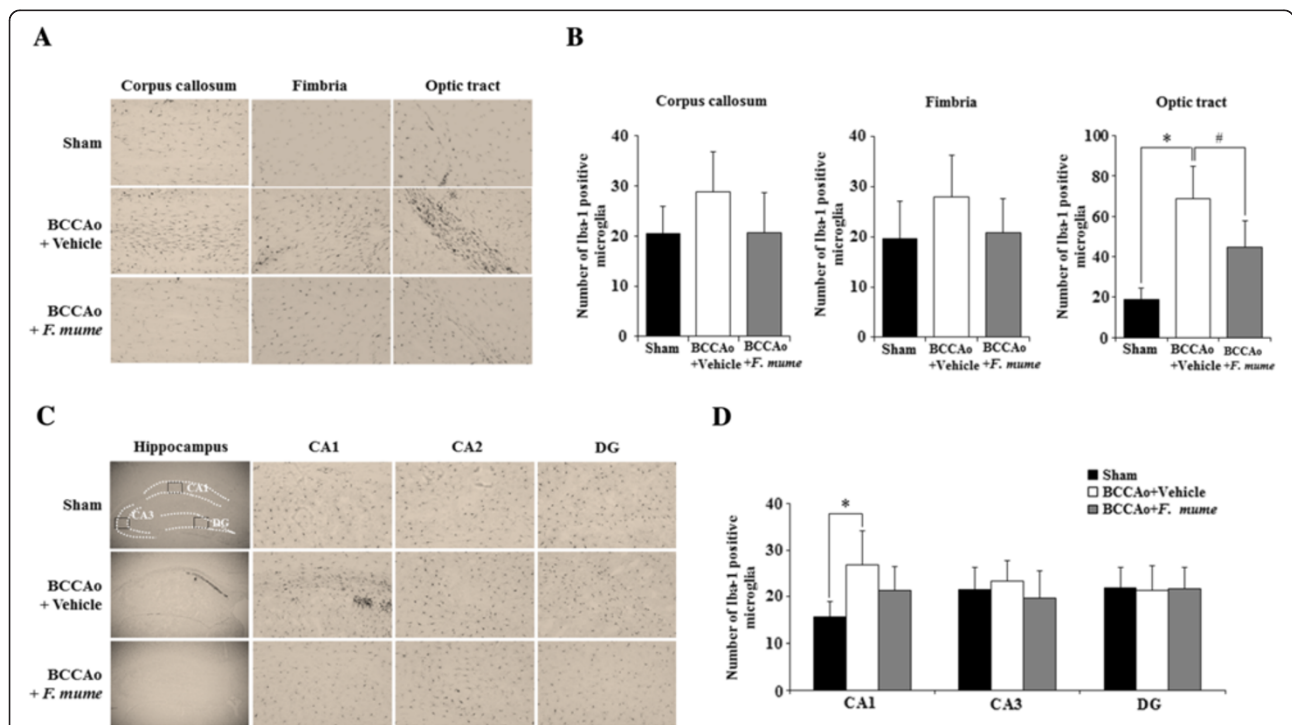 A
Corpus callosum Fimbria Optic tract
Sham
BCCAo
+ Vehicle
BCCAo
+ F. mume
B
Corpus callosum
Number of Iba-1 positive
microglia
40
30
20
10
0
Sham BCCAo BCCAo
+Vehicle +F. mume
Fimbria
Number of Iba-1 positive
microglia
40
30
20
10
0
Sham BCCAo BCCAo
+Vehicle +F. mume
Optic tract
Number of Iba-1 positive
microglia
100
80
60
40
20
0
* #
Sham BCCAo BCCAo
+Vehicle +F. mume
C
Hippocampus CA1 CA2 DG
Sham
CA1
CA3
DG
BCCAo
+ Vehicle
BCCAo
+ F. mume
D
Sham
BCCAo+Vehicle
BCCAo+F. mume
Number of Iba-1 positive
microglia
40
30
20
10
0
*
CA1 CA3 DG